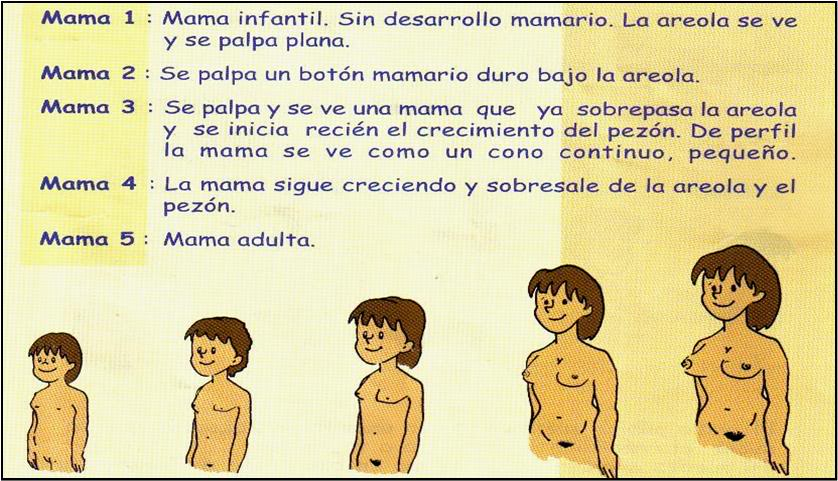 Mama 1 : Mama infantil. Sin desarrollo mamario. La areola se ve
y se palpa plana.
Mama 2 : Se palpa un botón mamario duro bajo la areola.
Mama 3 : Se palpa y se ve una mama que ya sobrepasa la areola
y se inicia recién el crecimiento del pezón. De perfil
la mama se ve como un cono continuo, pequeño.
Mama 4 : La mama sigue creciendo y sobresale de la areola y el
pezón.
Mama 5 : Mama adulta.